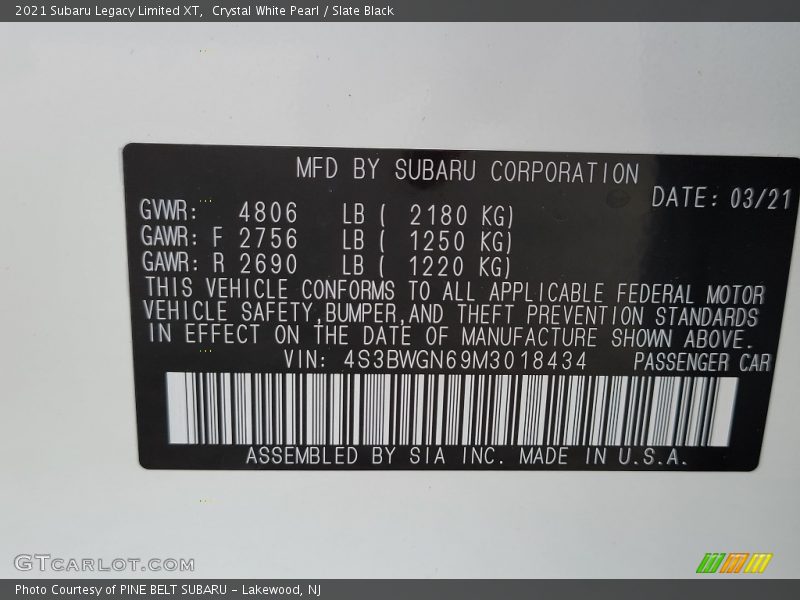 2021 Subaru Legacy Limited XT, Crystal White Pearl / Slate Black
MFD BY SUBARU CORPORATION
DATE: 03/21
GVWR: 4806 LB ( 2180 KG)
GAWR: F 2756 LB ( 1250 KG)
GAWR: R 2690 LB ( 1220 KG)
THIS VEHICLE CONFORMS TO ALL APPLICABLE FEDERAL MOTOR
VEHICLE SAFETY,BUMPER,AND THEFT PREVENTION STANDARDS
IN EFFECT ON THE DATE OF MANUFACTURE SHOWN ABOVE.
VIN: 4S3BWGN69M3018434 PASSENGER CAR
ASSEMBLED BY SIA INC. MADE IN U.S.A.
GTCARLOT.COM
Photo Courtesy of PINE BELT SUBARU - Lakewood, NJ